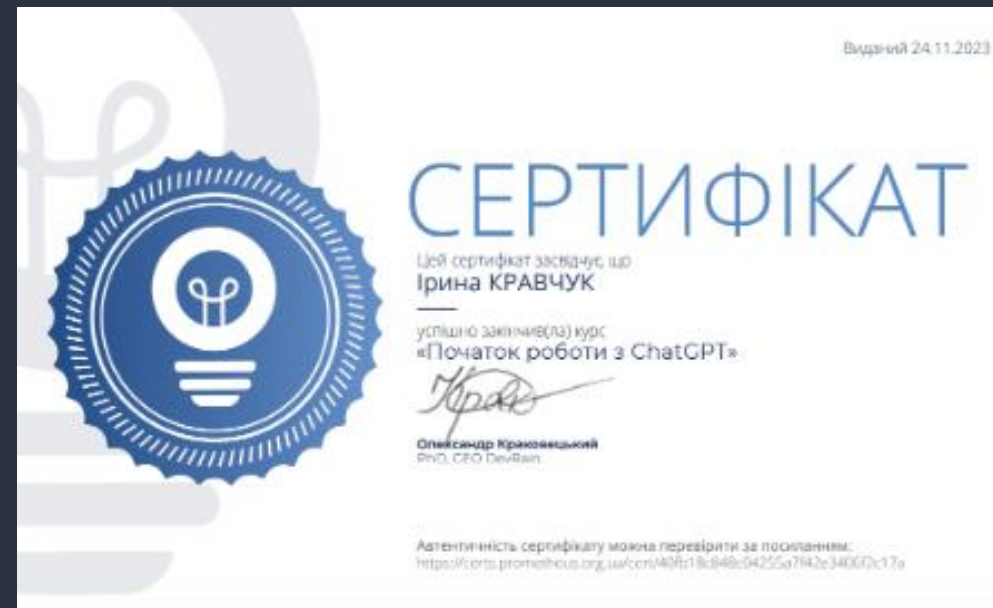 Виданий 24.11.2023
СЕРТИФІКАТ
Цей сертифікат засвідчує, що
Ірина КРАВЧУК
успішно закінчив(ла) курс
«Початок роботи з ChatGPT»
Олександр Краковецький
PhD, CEO DevRain
Автентичність сертифікату можна перевірити за посиланням: